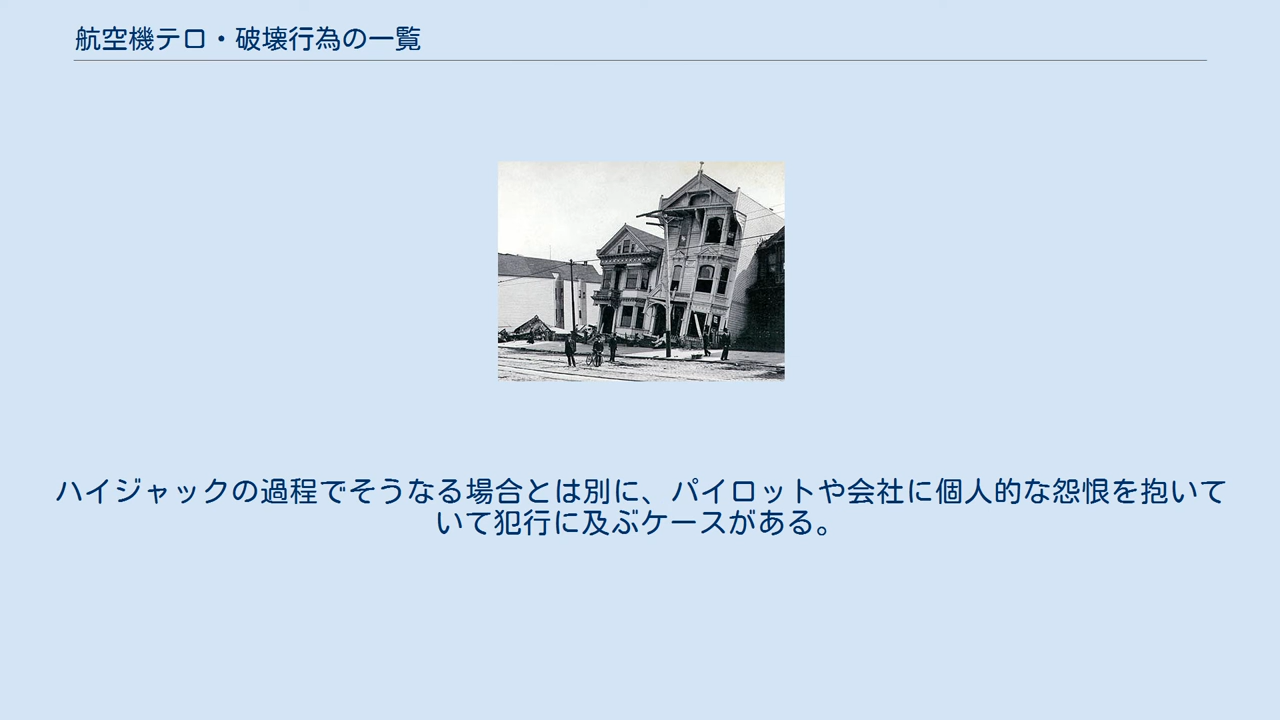 航空機テロ・破壊行為の一覧
ハイジャックの過程でそうなる場合とは別に、パイロットや会社に個人的な怨恨を抱いて
いて犯行に及ぶケースがある。